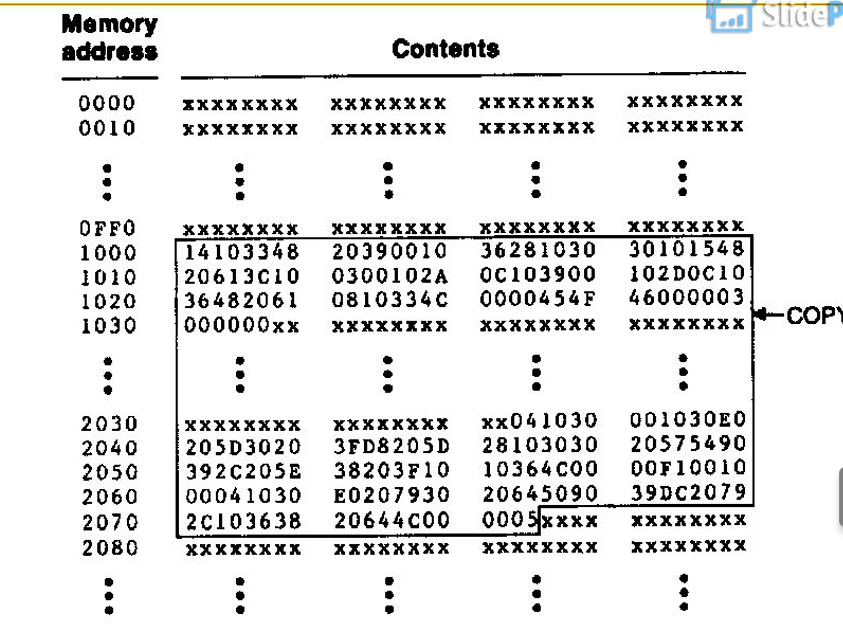 SlideP
Memory address Contents
0000 xxxxxxxx xxxxxxxx xxxxxxxx xxxxxxxx
0010 xxxxxxxx xxxxxxxx xxxxxxxx xxxxxxxx
0FF0 xxxxxxxx xxxxxxxx xxxxxxxx xxxxxxxx
1000 14103348 20390010 36281030 30101548
1010 20613C10 0300102A 0C103900 102D0C10
1020 36482061 0810334C 0000454F 46000003
1030 000000xx xxxxxxxx xxxxxxxx xxxxxxxx
COPY
2030 xxxxxxxx xxxxxxxx xx041030 001030E0
2040 205D3020 3FD8205D 28103030 20575490
2050 392C205E 38203F10 10364C00 00F10010
2060 00041030 E0207930 20645090 39DC2079
2070 2C103638 20644C00 0005xxxx xxxxxxxx
2080 xxxxxxxx xxxxxxxx xxxxxxxx xxxxxxxx